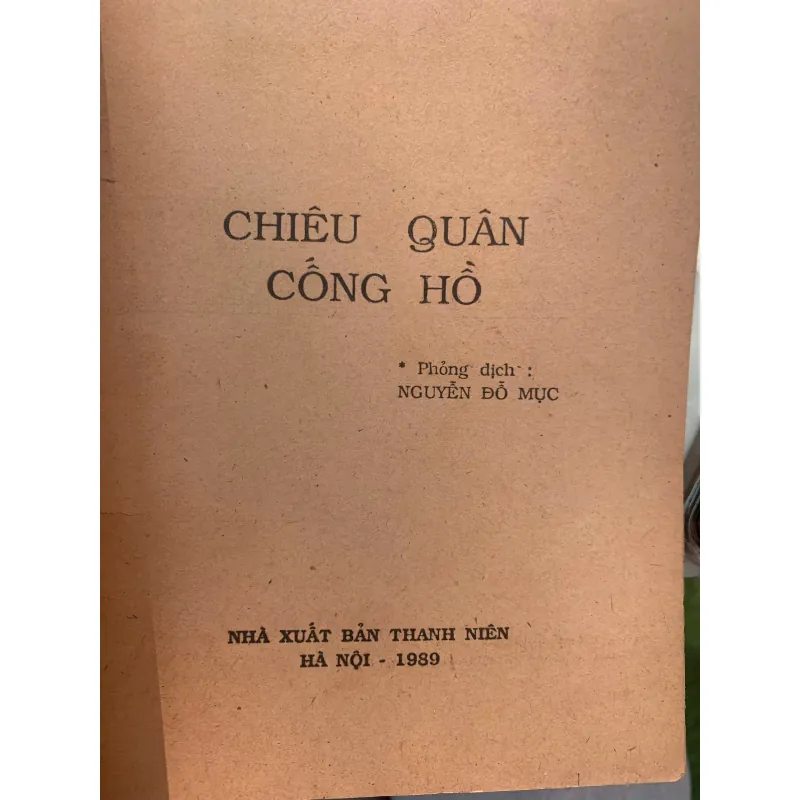 CHIÊU QUÂN
CỐNG HỒ
* Phỏng dịch :
NGUYỄN ĐỖ MỤC
NHÀ XUẤT BẢN THANH NIÊN
HÀ NỘI - 1989